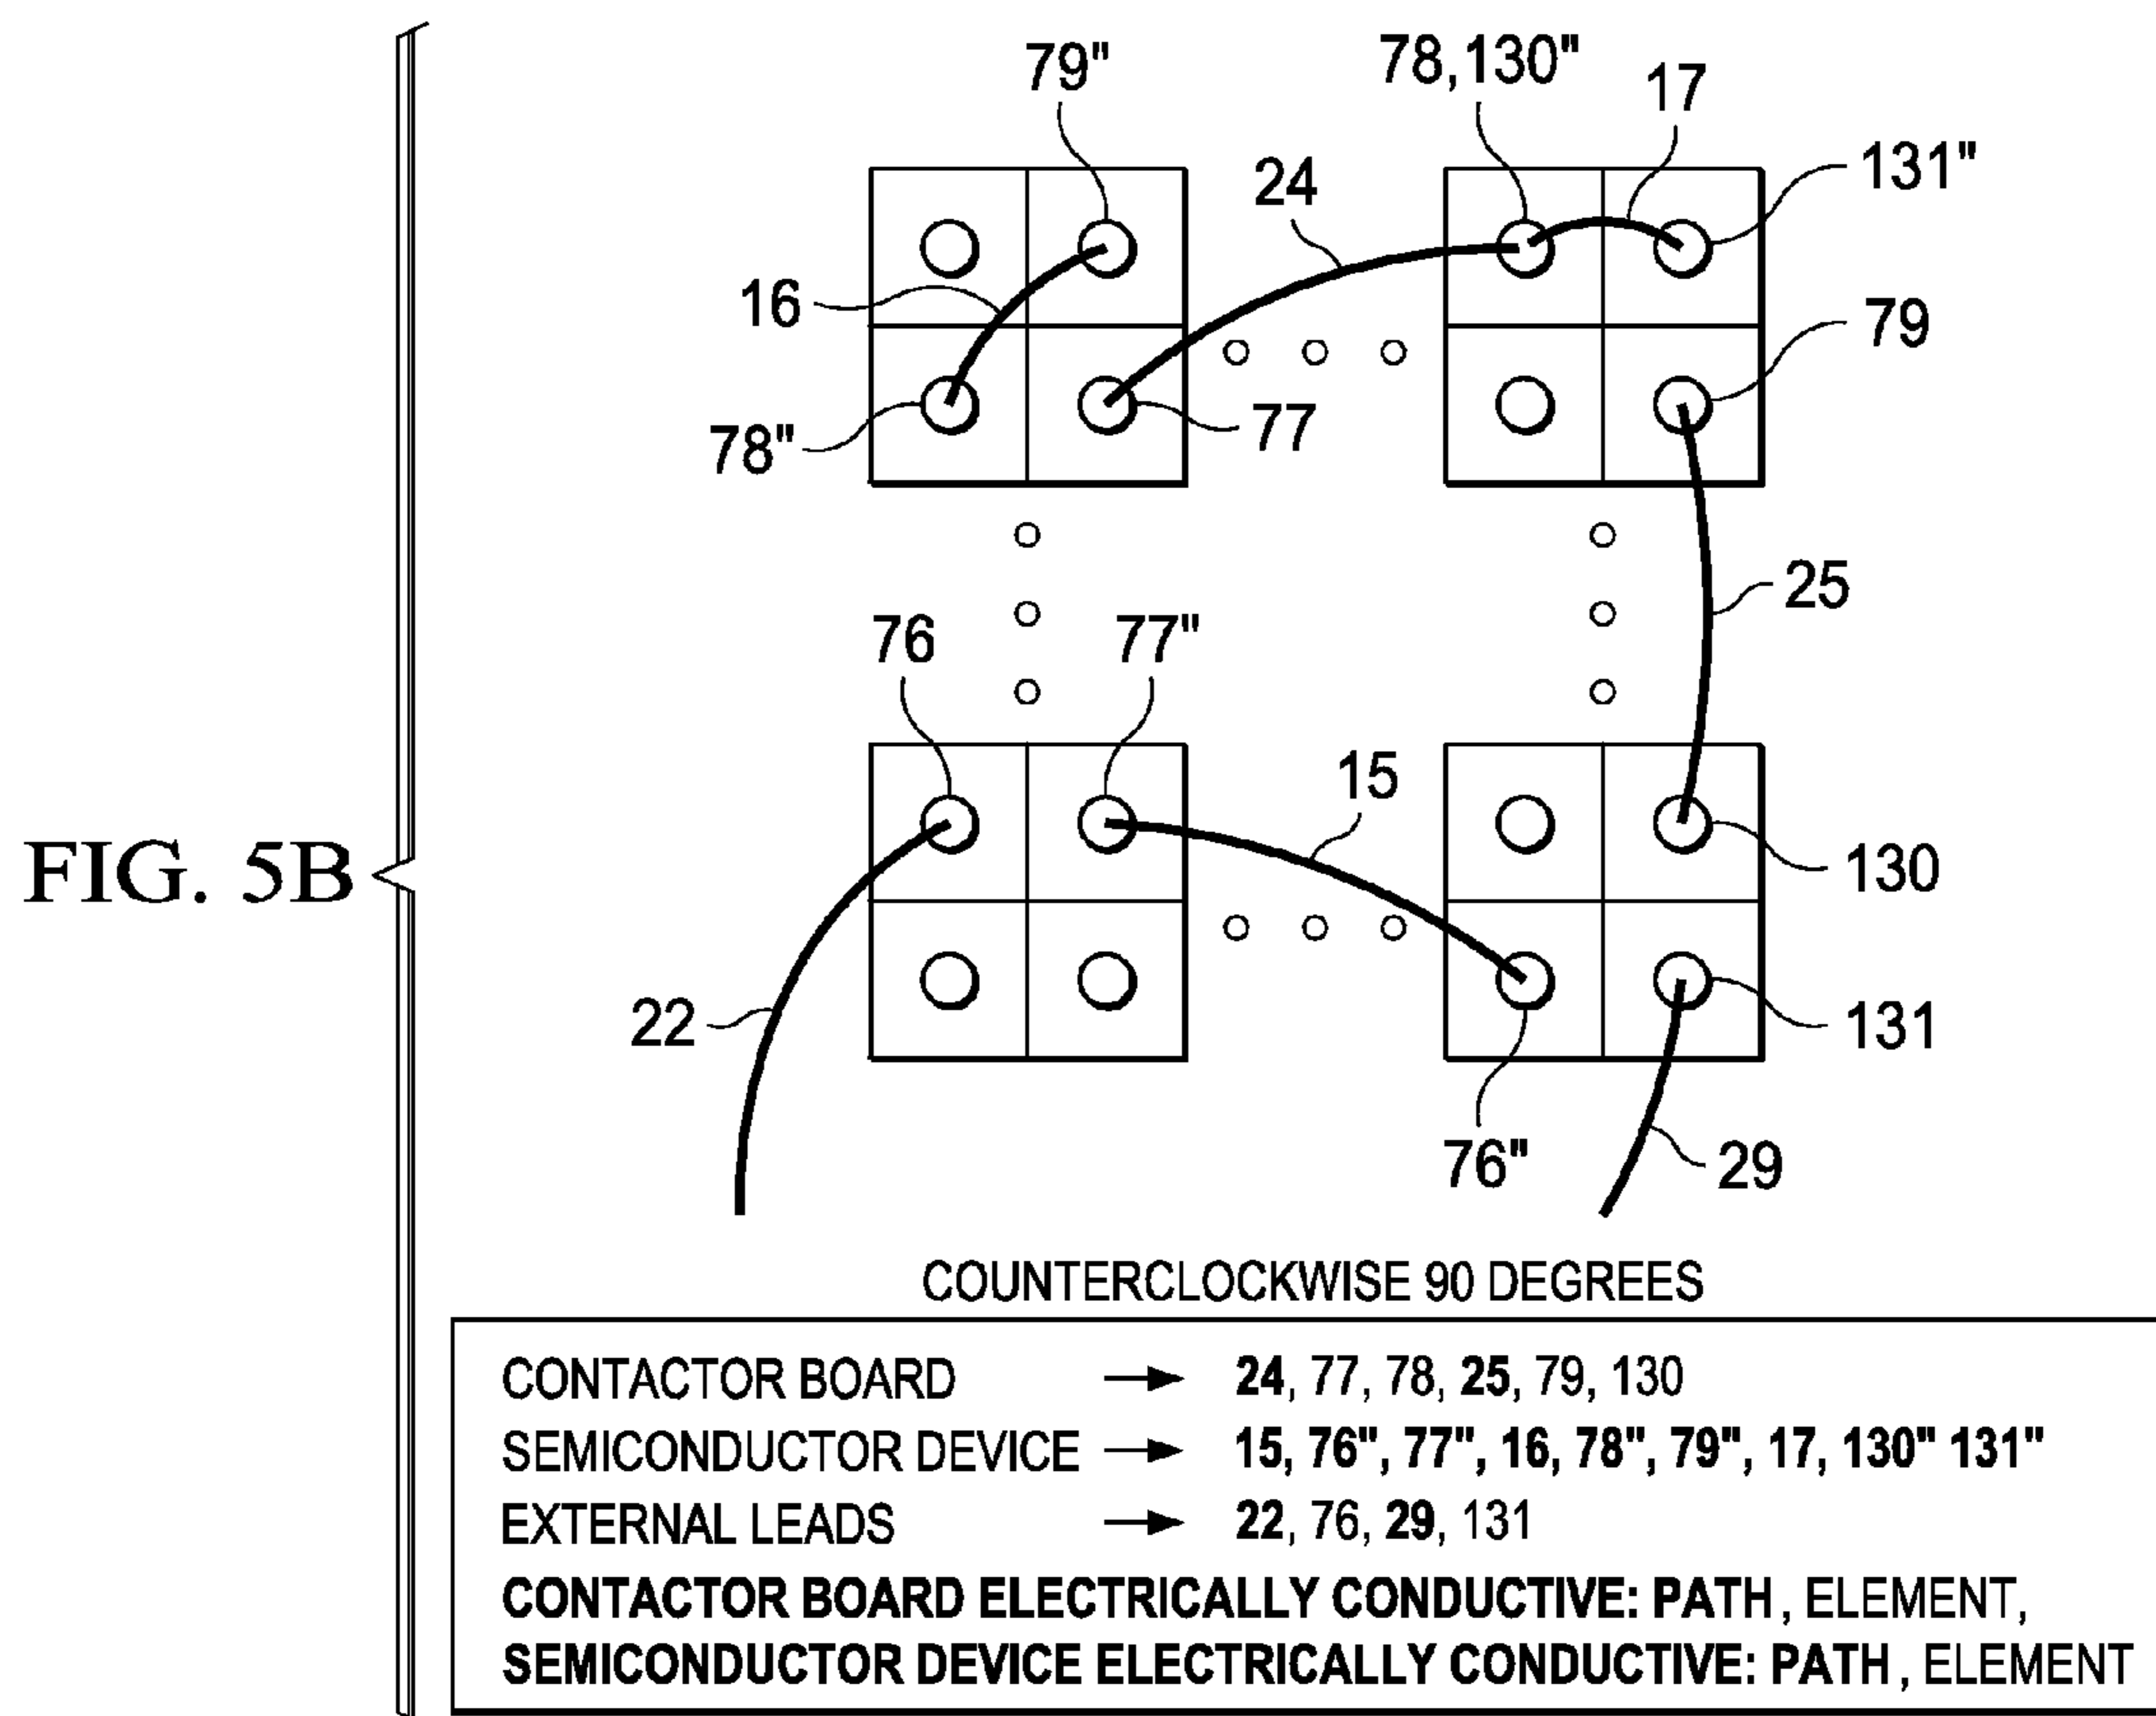 79" 78,130" 17
131"
24
16
79
78" 77
25
76 77"
15
FIG. 5B
130
22
131
76" 29
COUNTERCLOCKWISE 90 DEGREES
CONTACTOR BOARD → 24, 77, 78, 25, 79, 130
SEMICONDUCTOR DEVICE → 15, 76", 77", 16, 78", 79", 17, 130" 131"
EXTERNAL LEADS → 22, 76, 29, 131
CONTACTOR BOARD ELECTRICALLY CONDUCTIVE: PATH, ELEMENT,
SEMICONDUCTOR DEVICE ELECTRICALLY CONDUCTIVE: PATH, ELEMENT